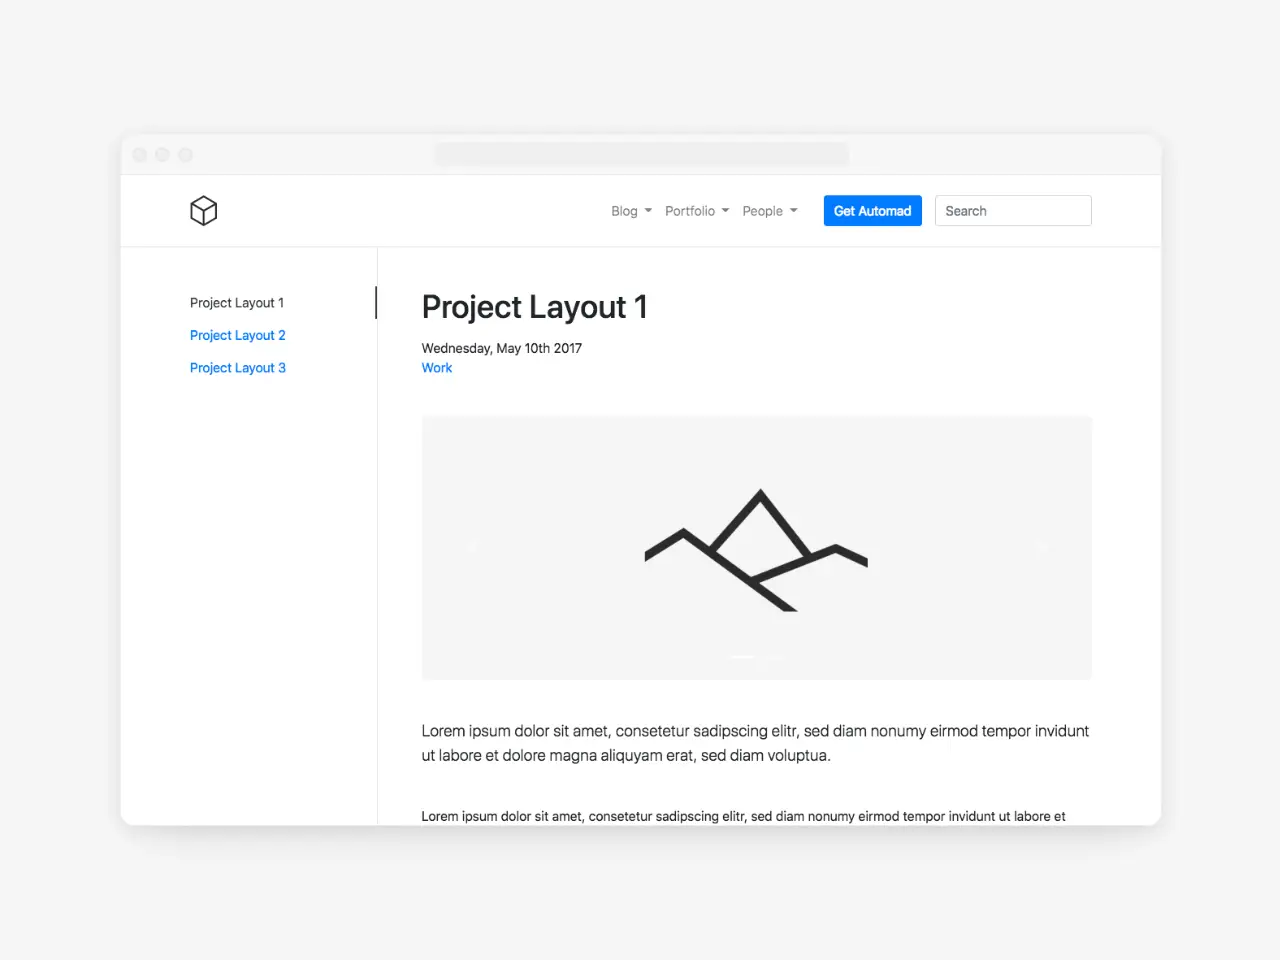 Blog Portfolio People Get Automad Search
Project Layout 1
Project Layout 2
Project Layout 3
Project Layout 1
Wednesday, May 10th 2017
Work
Lorem ipsum dolor sit amet, consetetur sadipscing elitr, sed diam nonumy eirmod tempor invidunt
ut labore et dolore magna aliquyam erat, sed diam voluptua.
Lorem ipsum dolor sit amet, consetetur sadipscing elitr, sed diam nonumy eirmod tempor invidunt ut labore et